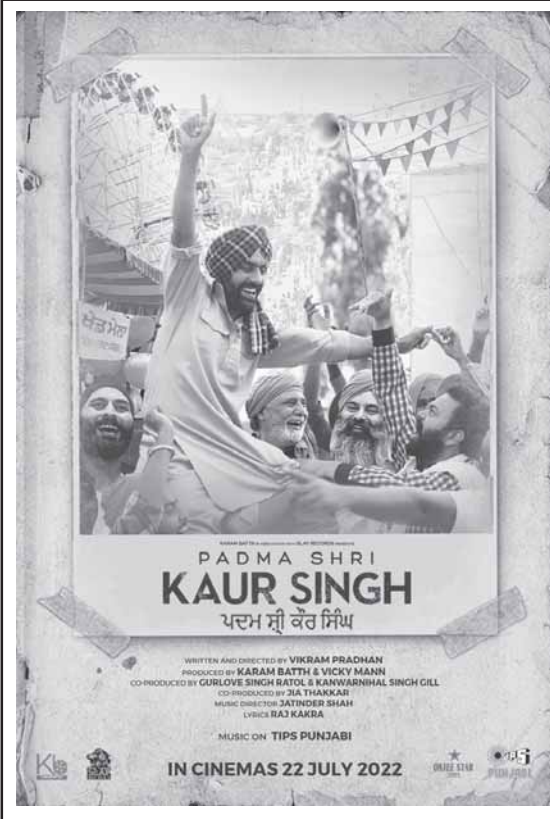 ਖੇਡ ਮੇਲਾ
PADMA SHRI
KAUR SINGH
ਪਦਮ ਸ਼੍ਰੀ ਕੌਰ ਸਿੰਘ
WRITTEN AND DIRECTED BY VIKRAM PRADHAN
PRODUCED BY KARAM BATTH & VICKY MANN
CO-PRODUCED BY GURLOVE SINGH RATOL & KANWARNIHAL SINGH GILL
CO-PRODUCED BY JIA THAKKAR
MUSIC DIRECTOR JATINDER SHAH
LYRICS RAJ KAKRA
MUSIC ON TIPS PUNJABI
IN CINEMAS 22 JULY 2022
TIPS
PUNJABI